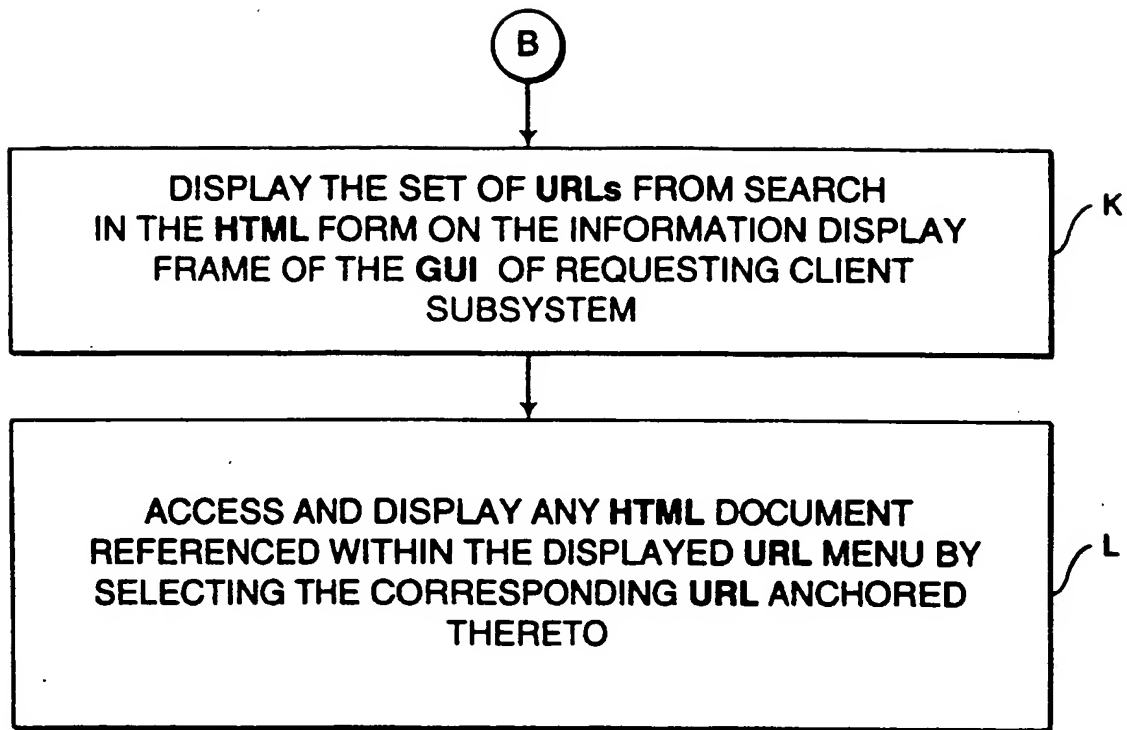 B
DISPLAY THE SET OF URLs FROM SEARCH
IN THE HTML FORM ON THE INFORMATION DISPLAY
FRAME OF THE GUI OF REQUESTING CLIENT
SUBSYSTEM
K
ACCESS AND DISPLAY ANY HTML DOCUMENT
REFERENCED WITHIN THE DISPLAYED URL MENU BY
SELECTING THE CORRESPONDING URL ANCHORED
THERETO
L